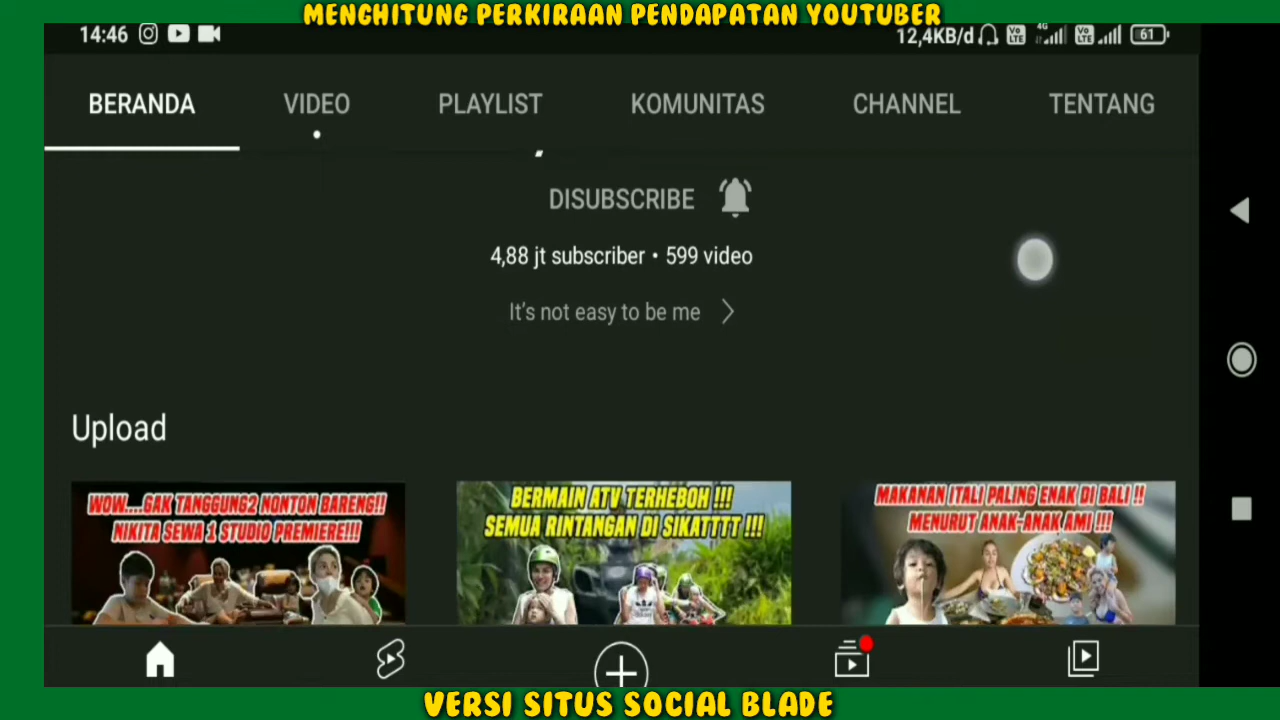 MENGHITUNG PERKIRAAN PENDAPATAN YOUTUBER
14:46 12,4KB/d 4G 61
BERANDA VIDEO PLAYLIST KOMUNITAS CHANNEL TENTANG
DISUBSCRIBE
4,88 jt subscriber • 599 video
It's not easy to be me
Upload
WOW....GAK TANGGUNG2 NONTON BARENG!!
NIKITA SEWA 1 STUDIO PREMIERE!!!
BERMAIN ATV TERHEBOH !!!
SEMUA RINTANGAN DI SIKATTTT !!!
MAKANAN ITALI PALING ENAK DI BALI !!
MENURUT ANAK-ANAK AMI !!!
VERSI SITUS SOCIAL BLADE